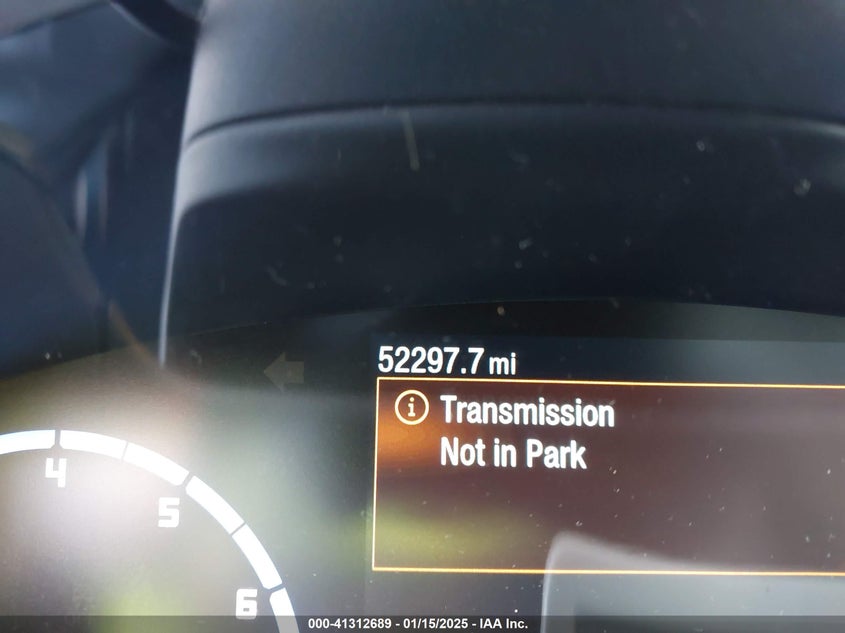 52297.7 mi
Transmission
Not in Park
4
5
6
000-41312689 - 01/15/2025 - IAA Inc.